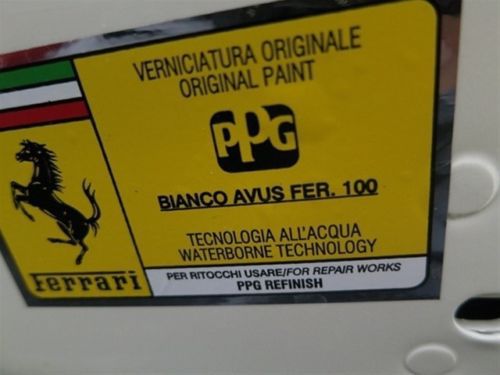 VERNICIATURA ORIGINALE
ORIGINAL PAINT
PPG
BIANCO AVUS FER. 100
TECNOLOGIA ALL'ACQUA
WATERBORNE TECHNOLOGY
PER RITOCCHI USARE/FOR REPAIR WORKS
PPG REFINISH
Ferrari